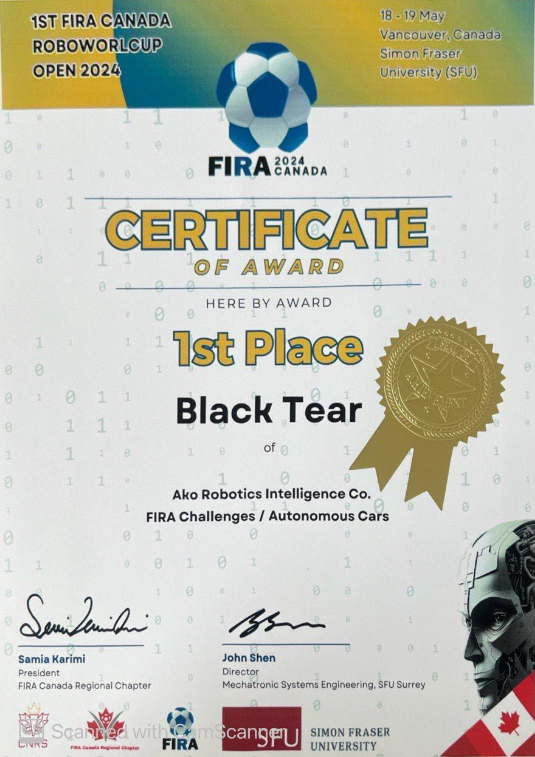 1ST FIRA CANADA
ROBOWORLCUP
OPEN 2024
18 - 19 May
Vancouver, Canada
Simon Fraser
University (SFU)
FIRA 2024
CANADA
CERTIFICATE
OF AWARD
HERE BY AWARD
1st Place
Black Tear
of
Ako Robotics Intelligence Co.
FIRA Challenges / Autonomous Cars
Samia Karimi
President
FIRA Canada Regional Chapter
John Shen
Director
Mechatronic Systems Engineering, SFU Surrey
CNRS
FIRA Canada Regional Chapter
FIRA
SFU
SIMON FRASER
UNIVERSITY
CS Scanned with CamScanner